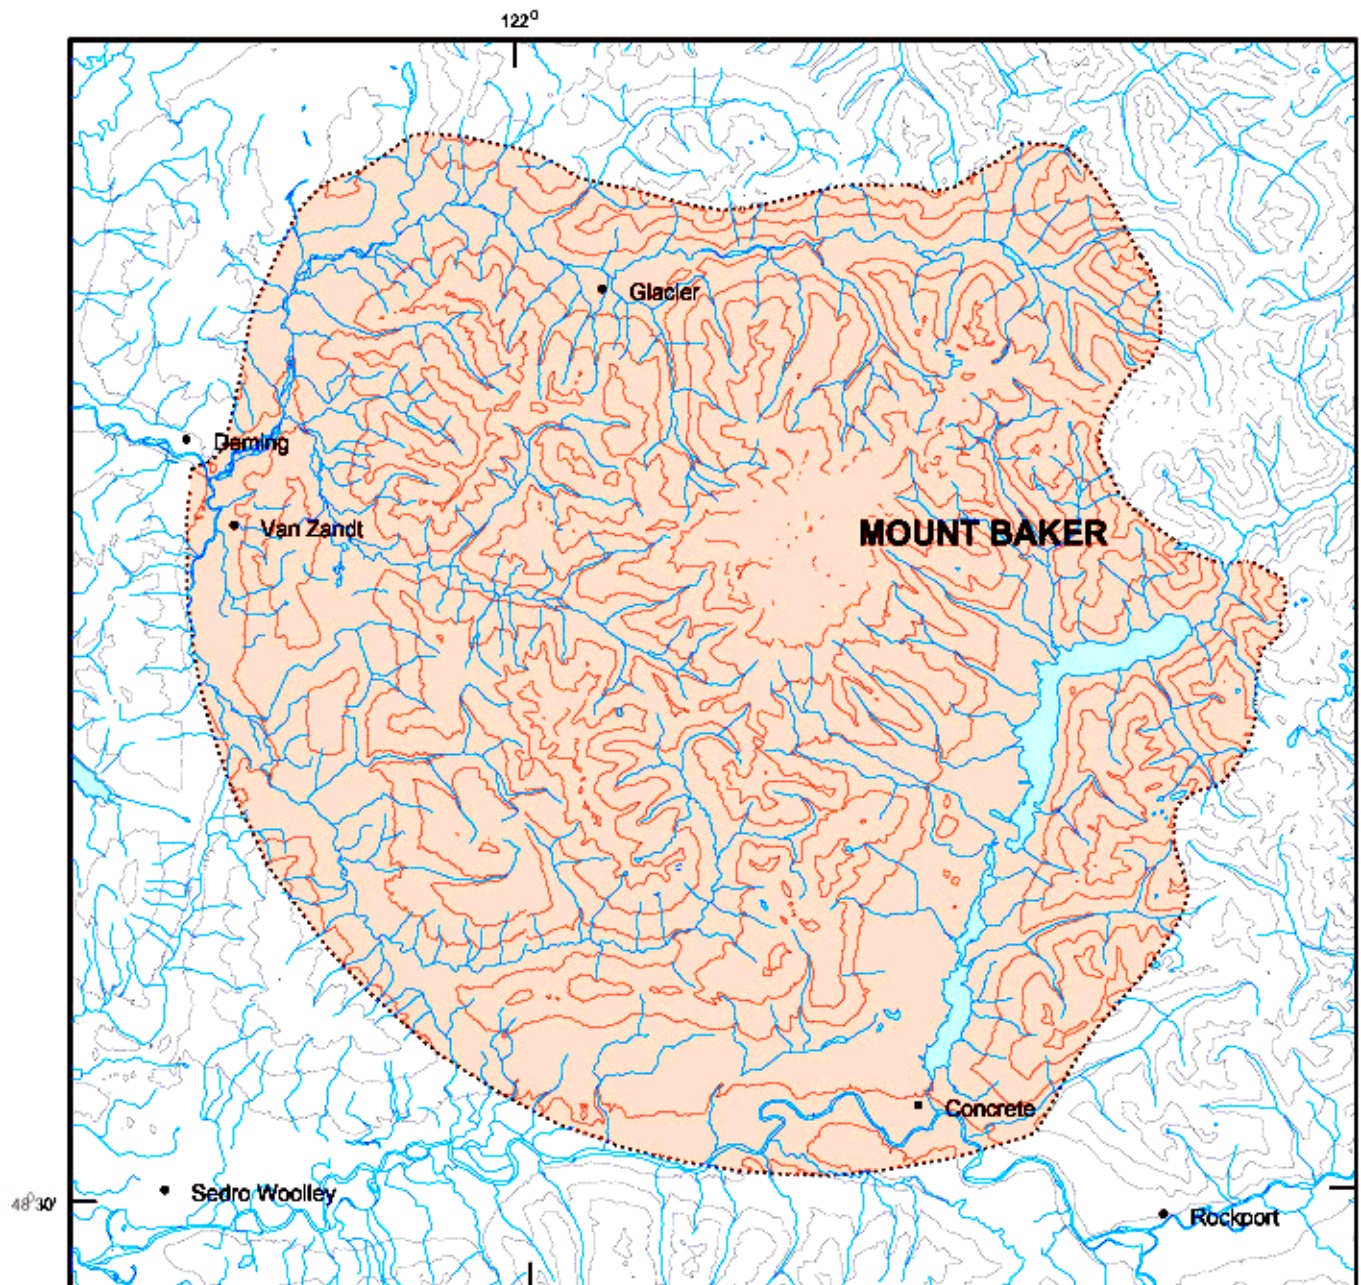 122°
Glacier
Deming
Van Zandt
MOUNT BAKER
Concrete
Sedro Woolley
48°30'
Rockport